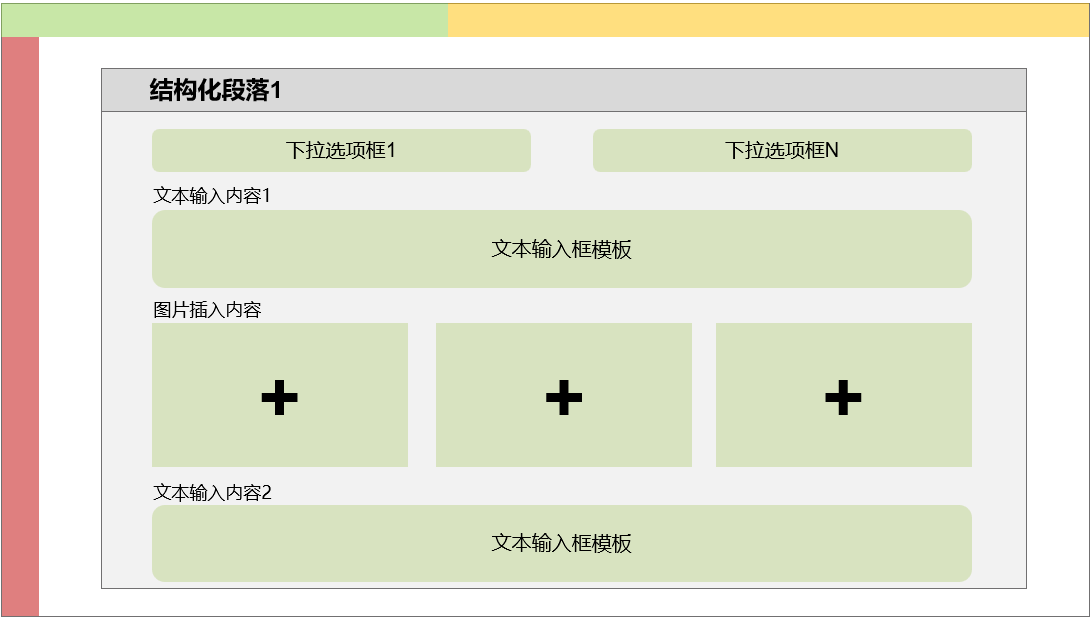 结构化段落1
下拉选项框1
下拉选项框N
文本输入内容1
文本输入框模板
图片插入内容
+
+
+
文本输入内容2
文本输入框模板